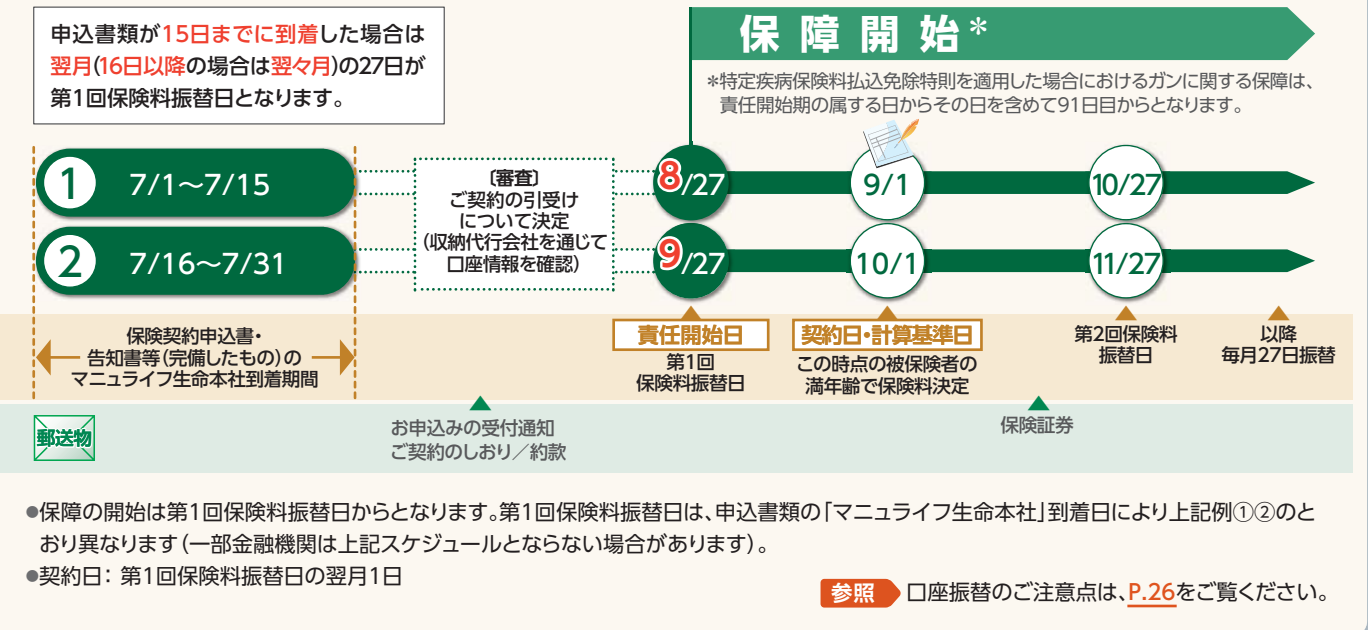 申込書類が15日までに到着した場合は
翌月(16日以降の場合は翌々月)の27日が
第1回保険料振替日となります。
保障開始*
*特定疾病保険料払込免除特則を適用した場合におけるガンに関する保障は、
責任開始期の属する日からその日を含めて91日目からとなります。
1 7/1～7/15
〔審査〕
ご契約の引受け
について決定
(収納代行会社を通じて
口座情報を確認)
8/27
9/1
10/27
2 7/16～7/31
9/27
10/1
11/27
保険契約申込書・
告知書等(完備したもの)の
マニュライフ生命本社到着期間
責任開始日
第1回
保険料振替日
契約日・計算基準日
この時点の被保険者の
満年齢で保険料決定
第2回保険料
振替日
以降
毎月27日振替
郵送物
お申込みの受付通知
ご契約のしおり／約款
保険証券
●保障の開始は第1回保険料振替日からとなります。第1回保険料振替日は、申込書類の「マニュライフ生命本社」到着日により上記例①②のと
おり異なります(一部金融機関は上記スケジュールとならない場合があります)。
●契約日：第1回保険料振替日の翌月1日
参照 口座振替のご注意点は、P.26をご覧ください。